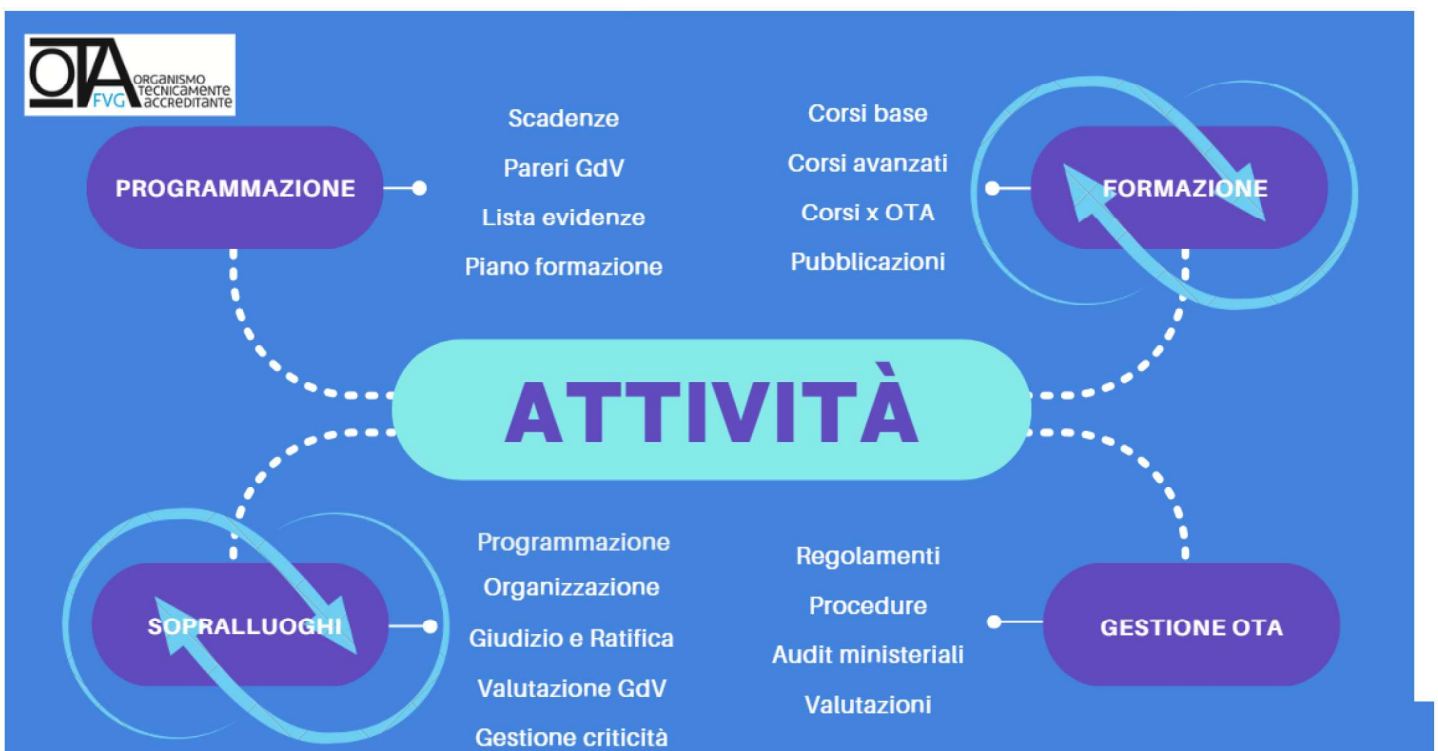 OTA
FVG
ORGANISMO
TECNICAMENTE
ACCREDITANTE
PROGRAMMAZIONE
Scadenze
Pareri GdV
Lista evidenze
Piano formazione
Corsi base
Corsi avanzati
Corsi x OTA
Pubblicazioni
FORMAZIONE
ATTIVITÀ
SOPRALLUOGHI
Programmazione
Organizzazione
Giudizio e Ratifica
Valutazione GdV
Gestione criticità
Regolamenti
Procedure
Audit ministeriali
Valutazioni
GESTIONE OTA